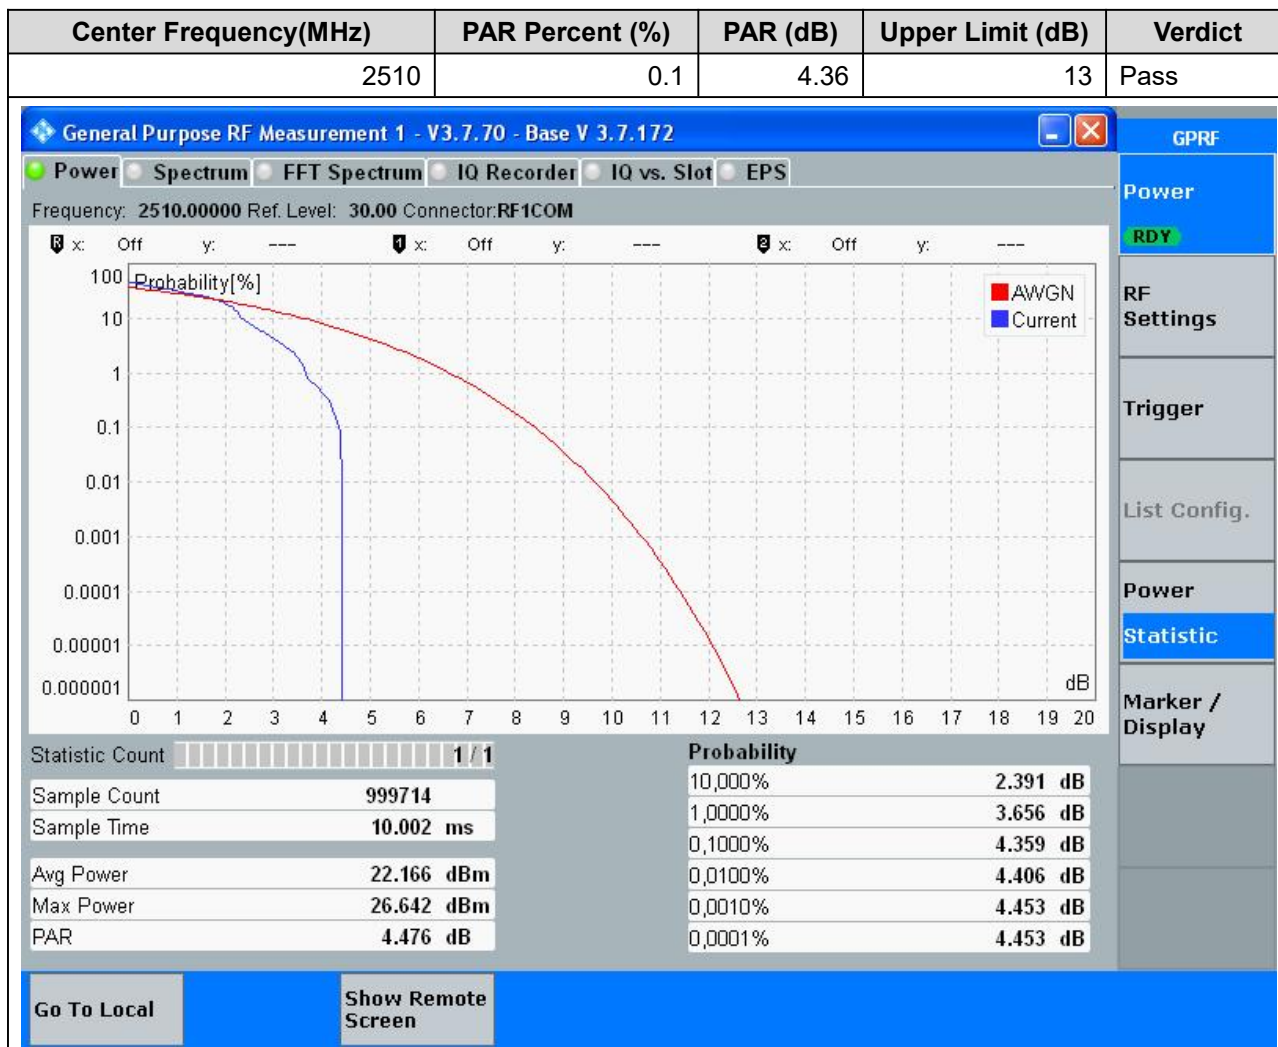 Center Frequency(MHz) PAR Percent (%) PAR (dB) Upper Limit (dB) Verdict
2510 0.1 4.36 13 Pass
General Purpose RF Measurement 1 - V3.7.70 - Base V 3.7.172
GPRF
Power Spectrum FFT Spectrum IQ Recorder IQ vs. Slot EPS
Power
RDY
Frequency: 2510.00000 Ref. Level: 30.00 Connector:RF1COM
R x: Off y: --- 1 x: Off y: --- 2 x: Off y: ---
Probability[%]
100
10
1
0.1
0.01
0.001
0.0001
0.00001
0.000001
AWGN
Current
dB
0 1 2 3 4 5 6 7 8 9 10 11 12 13 14 15 16 17 18 19 20
RF
Settings
Trigger
List Config.
Power
Statistic
Marker /
Display
Statistic Count 1 / 1
Sample Count 999714
Sample Time 10.002 ms
Avg Power 22.166 dBm
Max Power 26.642 dBm
PAR 4.476 dB
Probability
10,000% 2.391 dB
1,0000% 3.656 dB
0,1000% 4.359 dB
0,0100% 4.406 dB
0,0010% 4.453 dB
0,0001% 4.453 dB
Go To Local
Show Remote
Screen